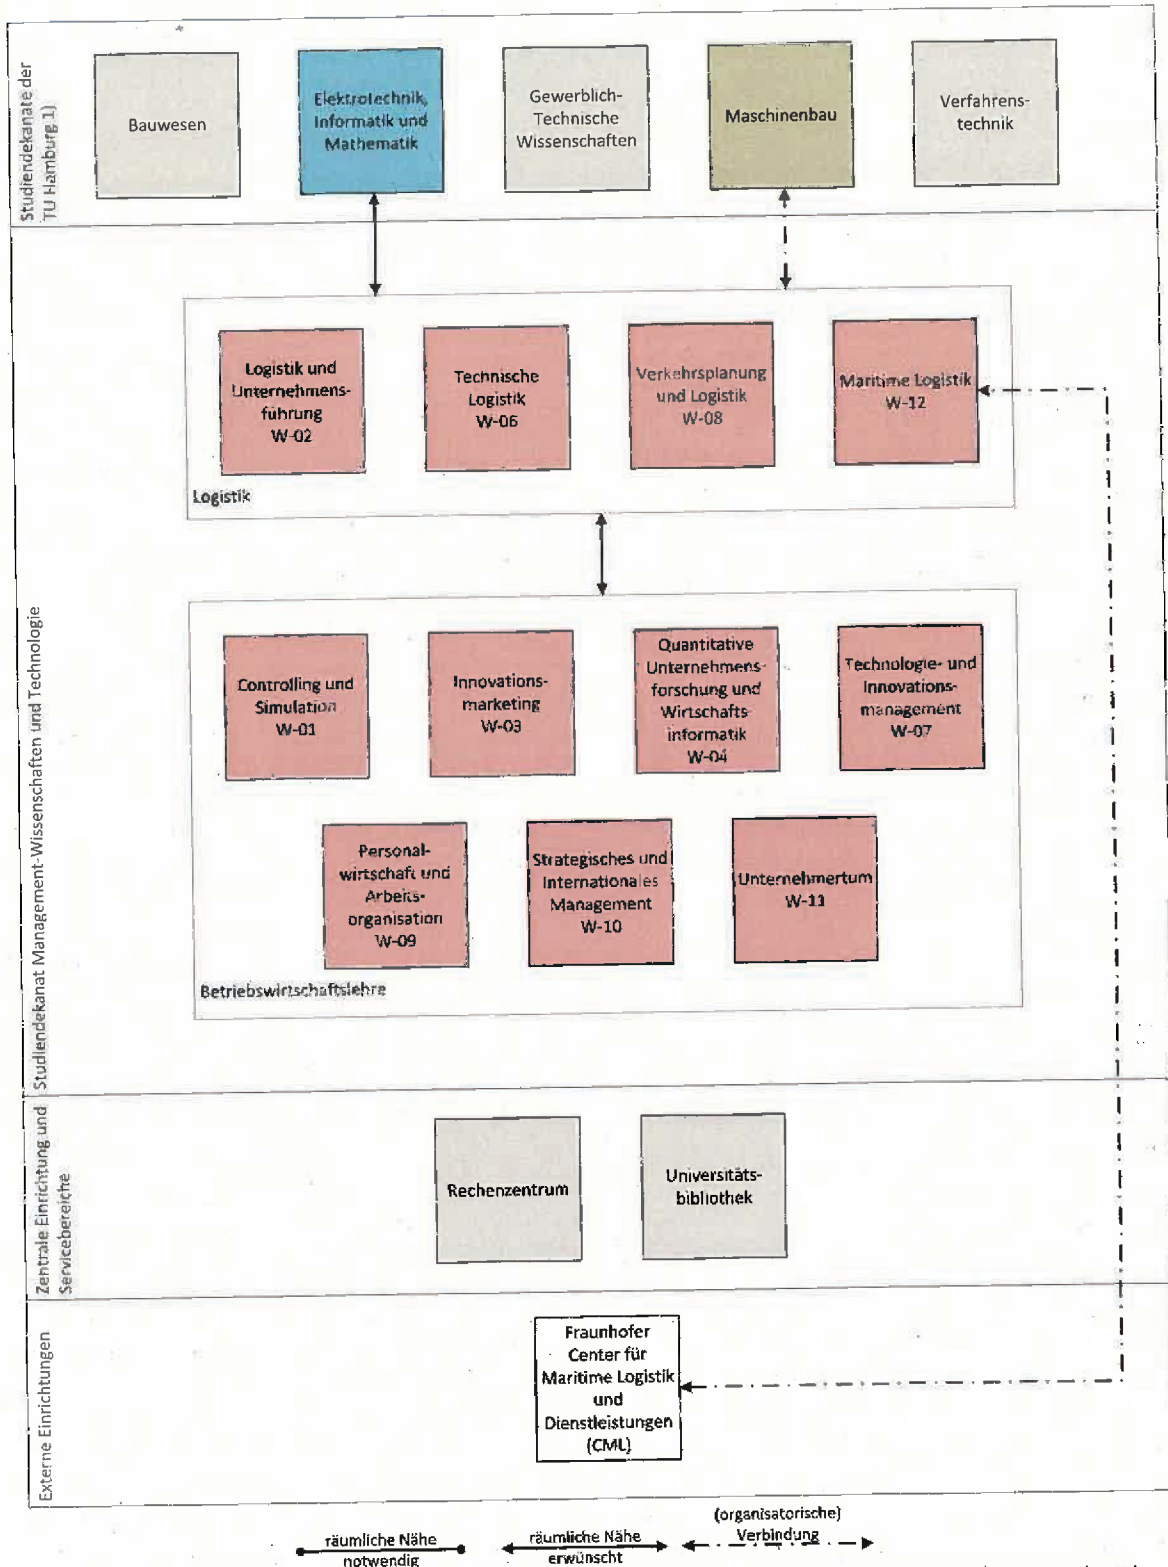 Studiendekanate der
TU Hamburg 1)
Bauwesen
Elektrotechnik,
Informatik und
Mathematik
Gewerblich-
Technische
Wissenschaften
Maschinenbau
Verfahrens-
technik
Studiendekanat Management-Wissenschaften und Technologie
Logistik und
Unternehmens-
führung
W-02
Technische
Logistik
W-06
Verkehrsplanung
und Logistik
W-08
Maritime Logistik
W-12
Logistik
Controlling und
Simulation
W-01
Innovations-
marketing
W-03
Quantitative
Unternehmens-
forschung und
Wirtschafts-
informatik
W-04
Technologie- und
Innovations-
management
W-07
Personal-
wirtschaft und
Arbeits-
organisation
W-09
Strategisches und
Internationales
Management
W-10
Unternehmertum
W-11
Betriebswirtschaftslehre
Zentrale Einrichtung und
Servicebereiche
Rechenzentrum
Universitäts-
bibliothek
Externe Einrichtungen
Fraunhofer
Center für
Maritime Logistik
und
Dienstleistungen
(CML)
räumliche Nähe
notwendig
räumliche Nähe
erwünscht
(organisatorische)
Verbindung